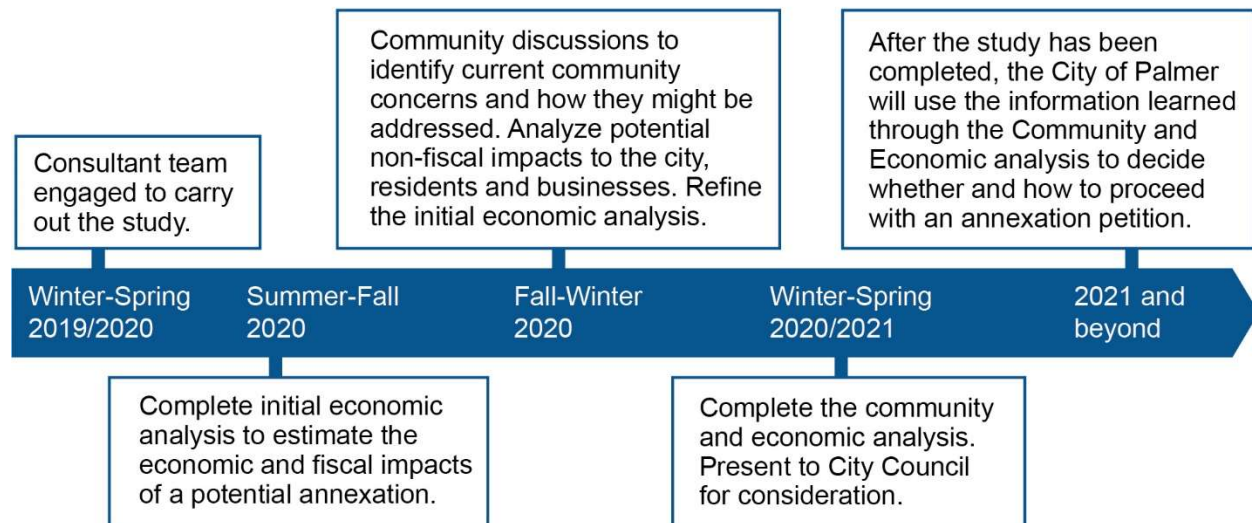 Consultant team
engaged to carry
out the study.
Community discussions to
identify current community
concerns and how they might be
addressed. Analyze potential
non-fiscal impacts to the city,
residents and businesses. Refine
the initial economic analysis.
After the study has been
completed, the City of Palmer
will use the information learned
through the Community and
Economic analysis to decide
whether and how to proceed
with an annexation petition.
Winter-Spring
2019/2020
Summer-Fall
2020
Fall-Winter
2020
Winter-Spring
2020/2021
2021 and
beyond
Complete initial economic
analysis to estimate the
economic and fiscal impacts
of a potential annexation.
Complete the community
and economic analysis.
Present to City Council
for consideration.